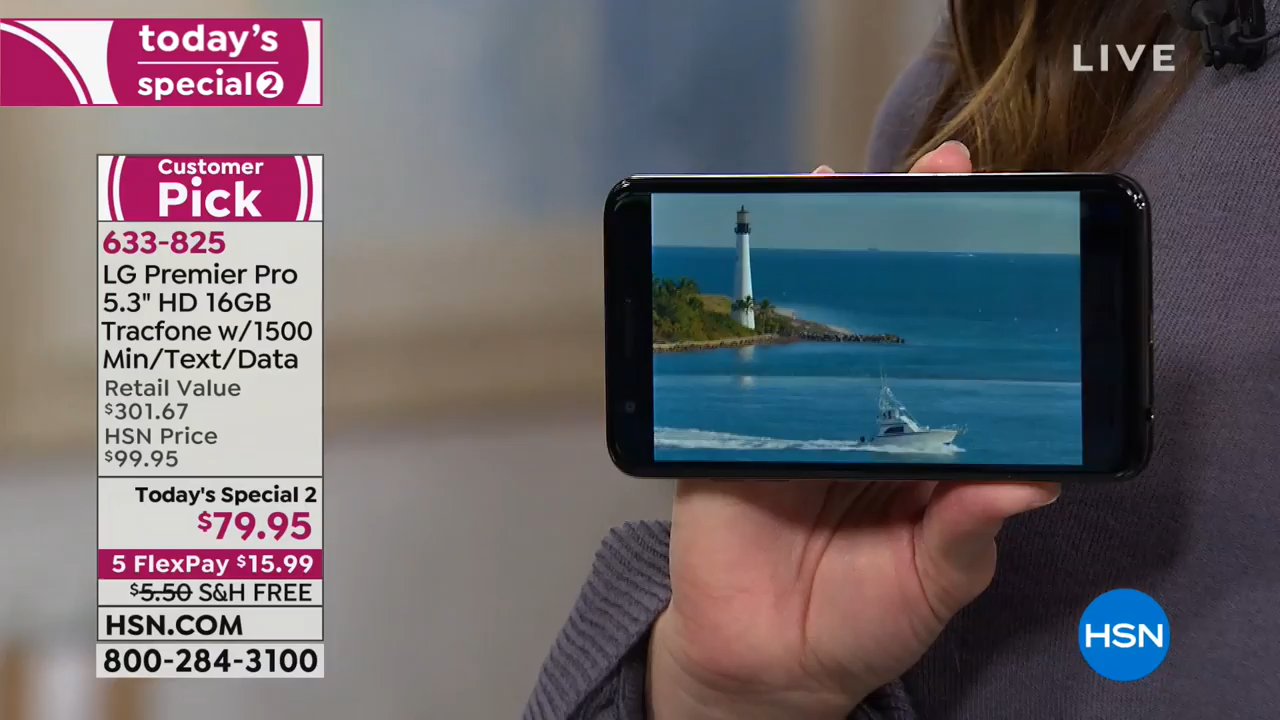 today's
special 2
LIVE
Customer
Pick
633-825
LG Premier Pro
5.3" HD 16GB
Tracfone w/1500
Min/Text/Data
Retail Value
$301.67
HSN Price
$99.95
Today's Special 2
$79.95
5 FlexPay $15.99
$5.50 S&H FREE
HSN.COM
800-284-3100
HSN